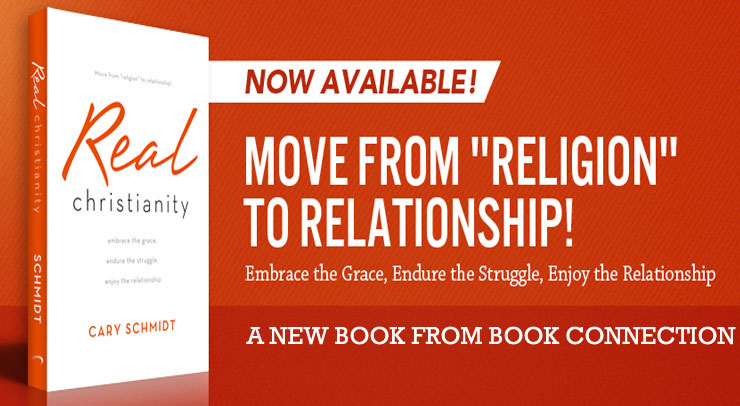 Real christianity
SCHMIDT
Move from "religion" to relationship!
Real
christianity
embrace the grace,
endure the struggle,
enjoy the relationship
CARY SCHMIDT
NOW AVAILABLE!
MOVE FROM "RELIGION"
TO RELATIONSHIP!
Embrace the Grace, Endure the Struggle, Enjoy the Relationship
A NEW BOOK FROM BOOK CONNECTION